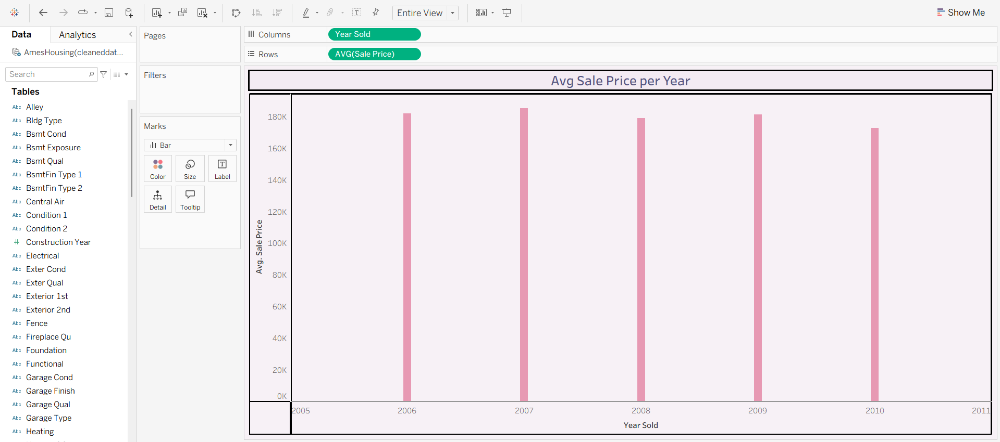 Entire View
Show Me
Data
Analytics
AmesHousing(cleaneddat...
Search
Tables
Abc Alley
Abc Bldg Type
Abc Bsmt Cond
Abc Bsmt Exposure
Abc Bsmt Qual
Abc BsmtFin Type 1
Abc BsmtFin Type 2
Abc Central Air
Abc Condition 1
Abc Condition 2
# Construction Year
Abc Electrical
Abc Exter Cond
Abc Exter Qual
Abc Exterior 1st
Abc Exterior 2nd
Abc Fence
Abc Fireplace Qu
Abc Foundation
Abc Functional
Abc Garage Cond
Abc Garage Finish
Abc Garage Qual
Abc Garage Type
Abc Heating
Pages
Filters
Marks
Bar
Color Size Label
Detail Tooltip
Columns Year Sold
Rows AVG(Sale Price)
Avg Sale Price per Year
Avg. Sale Price
180K
160K
140K
120K
100K
80K
60K
40K
20K
0K
2005 2006 2007 2008 2009 2010 2011
Year Sold